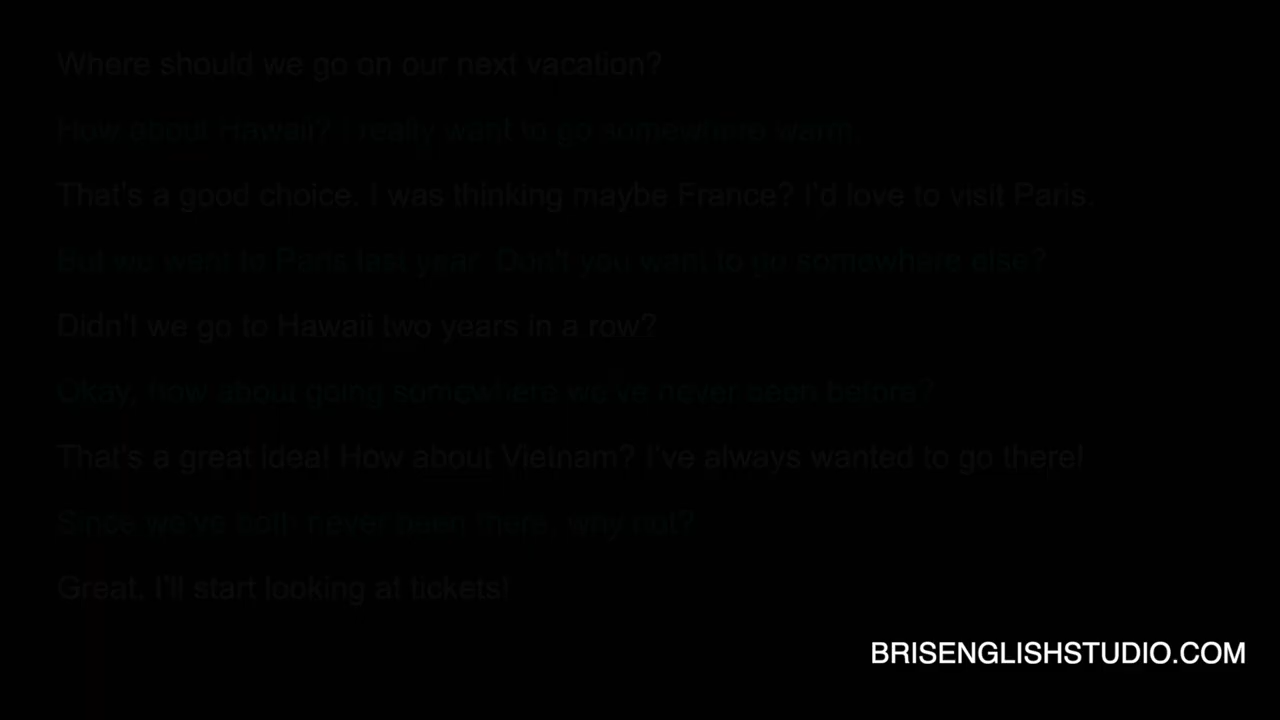 Where should we go on our next vacation?
How about Hawaii? I really want to go somewhere warm.
That's a good choice. I was thinking maybe France? I'd love to visit Paris.
But we went to Paris last year. Don't you want to go somewhere else?
Didn't we go to Hawaii two years in a row?
Okay, how about going somewhere we've never been before?
That's a great idea! How about Vietnam? I've always wanted to go there!
Since we've both never been there, why not?
Great, I'll start looking at tickets!
BRISENGLISHSTUDIO.COM